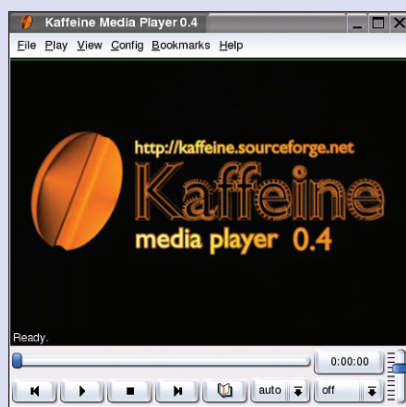 Kaffeine Media Player 0.4
File Play View Config Bookmarks Help
http://kaffeine.sourceforge.net
Kaffeine
media player 0.4
Ready.
0:00:00
auto off